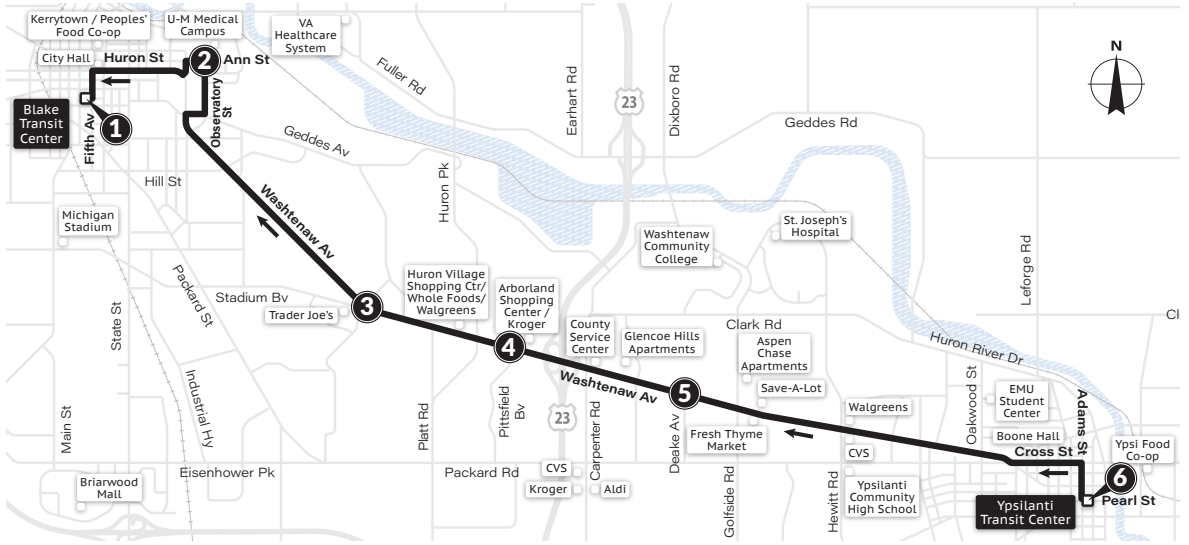 Kerrytown / Peoples'
Food Co-op
U-M Medical
Campus
VA
Healthcare
System
City Hall
Huron St
2
Ann St
Fuller Rd
Earhart Rd
23
Dixboro Rd
N
Blake
Transit
Center
1
Fifth Av
Observatory
St
Geddes Av
Geddes Rd
Hill St
Huron Pk
Washtenaw Av
Michigan
Stadium
Washtenaw
Community
College
St. Joseph's
Hospital
Leforge Rd
Packard St
Stadium Bv
Trader Joe's
3
Huron Village
Shopping Ctr/
Whole Foods/
Walgreens
Arborland
Shopping
Center /
Kroger
4
County
Service
Center
Glencoe Hills
Apartments
Clark Rd
Cl
Aspen
Chase
Apartments
Huron River Dr
State St
Washtenaw Av
5
Save-A-Lot
Industrial Hy
Main St
Platt Rd
Pittsfield
Bv
23
Carpenter Rd
Deake Av
Fresh Thyme
Market
Walgreens
Oakwood St
EMU
Student
Center
Adams St
Boone Hall
Cross St
Ypsi Food
Co-op
Eisenhower Pk
Packard Rd
CVS
Kroger
Aldi
Golfside Rd
Hewitt Rd
CVS
Ypsilanti
Community
High School
6
Pearl St
Ypsilanti
Transit Center
Briarwood
Mall